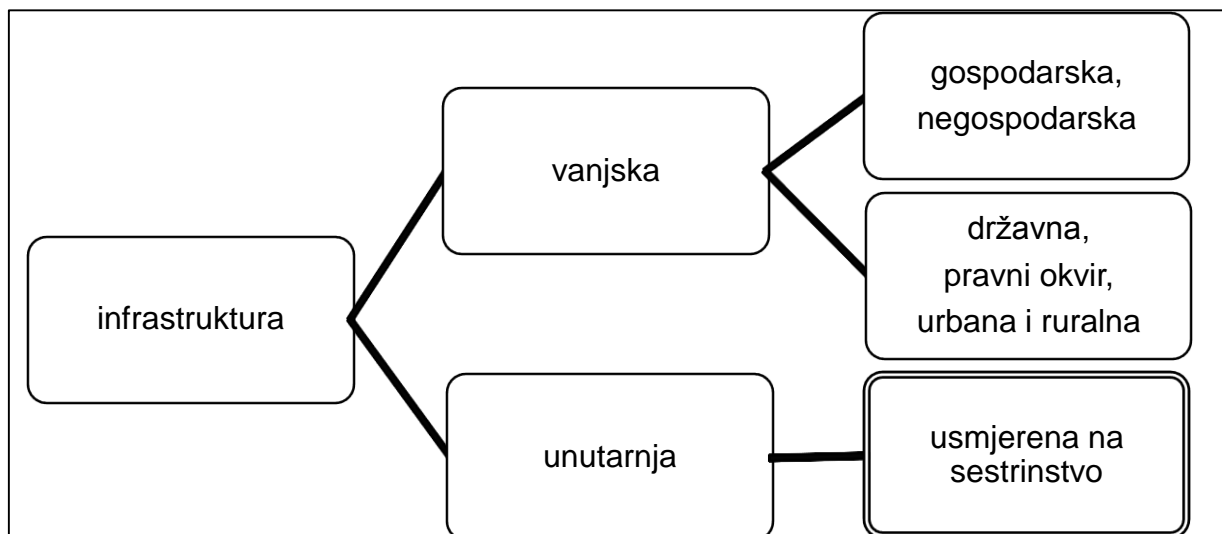 infrastruktura
vanjska
gospodarska,
negospodarska
državna,
pravni okvir,
urbana i ruralna
unutarnja
usmjerena na
sestrinstvo